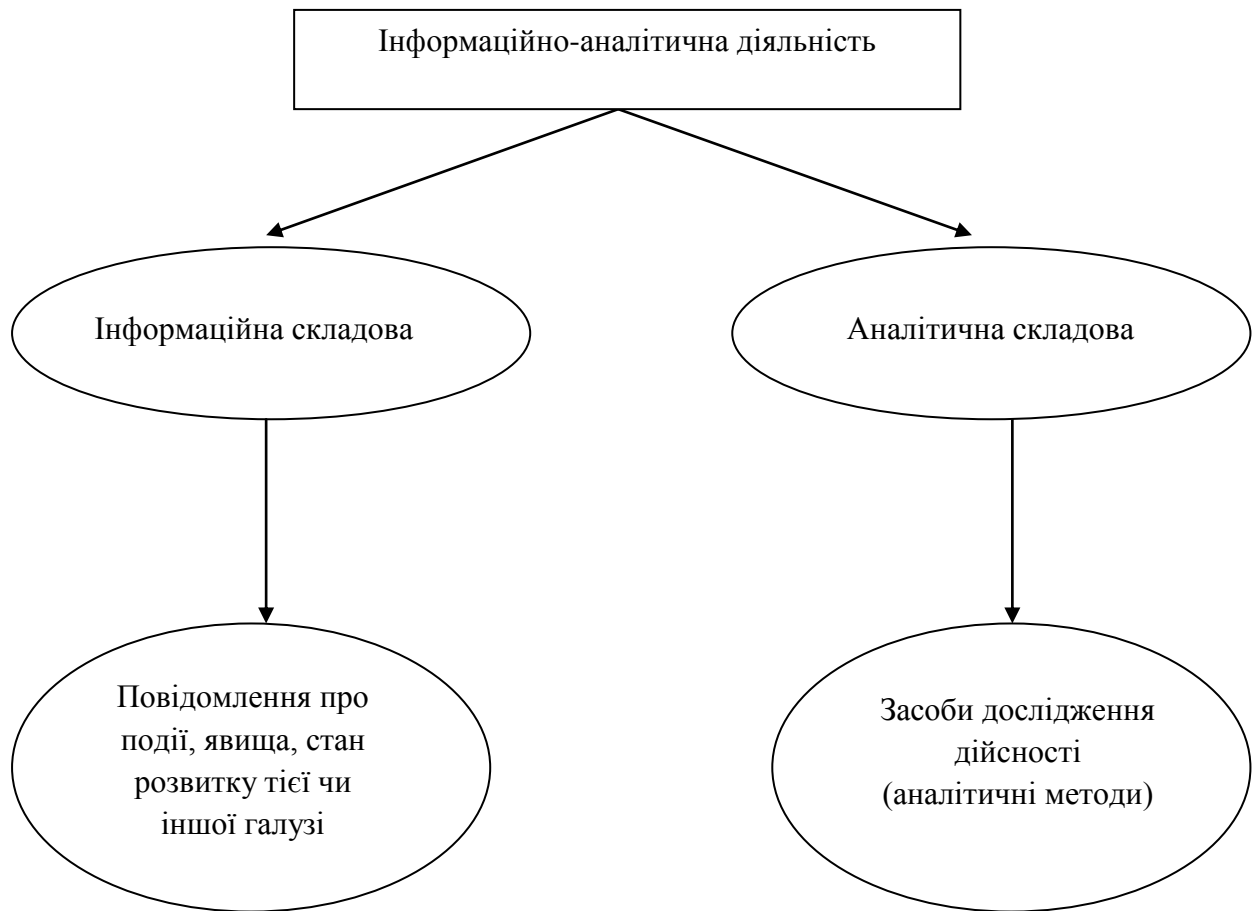 Інформаційно-аналітична діяльність
Інформаційна складова
Аналітична складова
Повідомлення про
події, явища, стан
розвитку тієї чи
іншої галузі
Засоби дослідження
дійсності
(аналітичні методи)